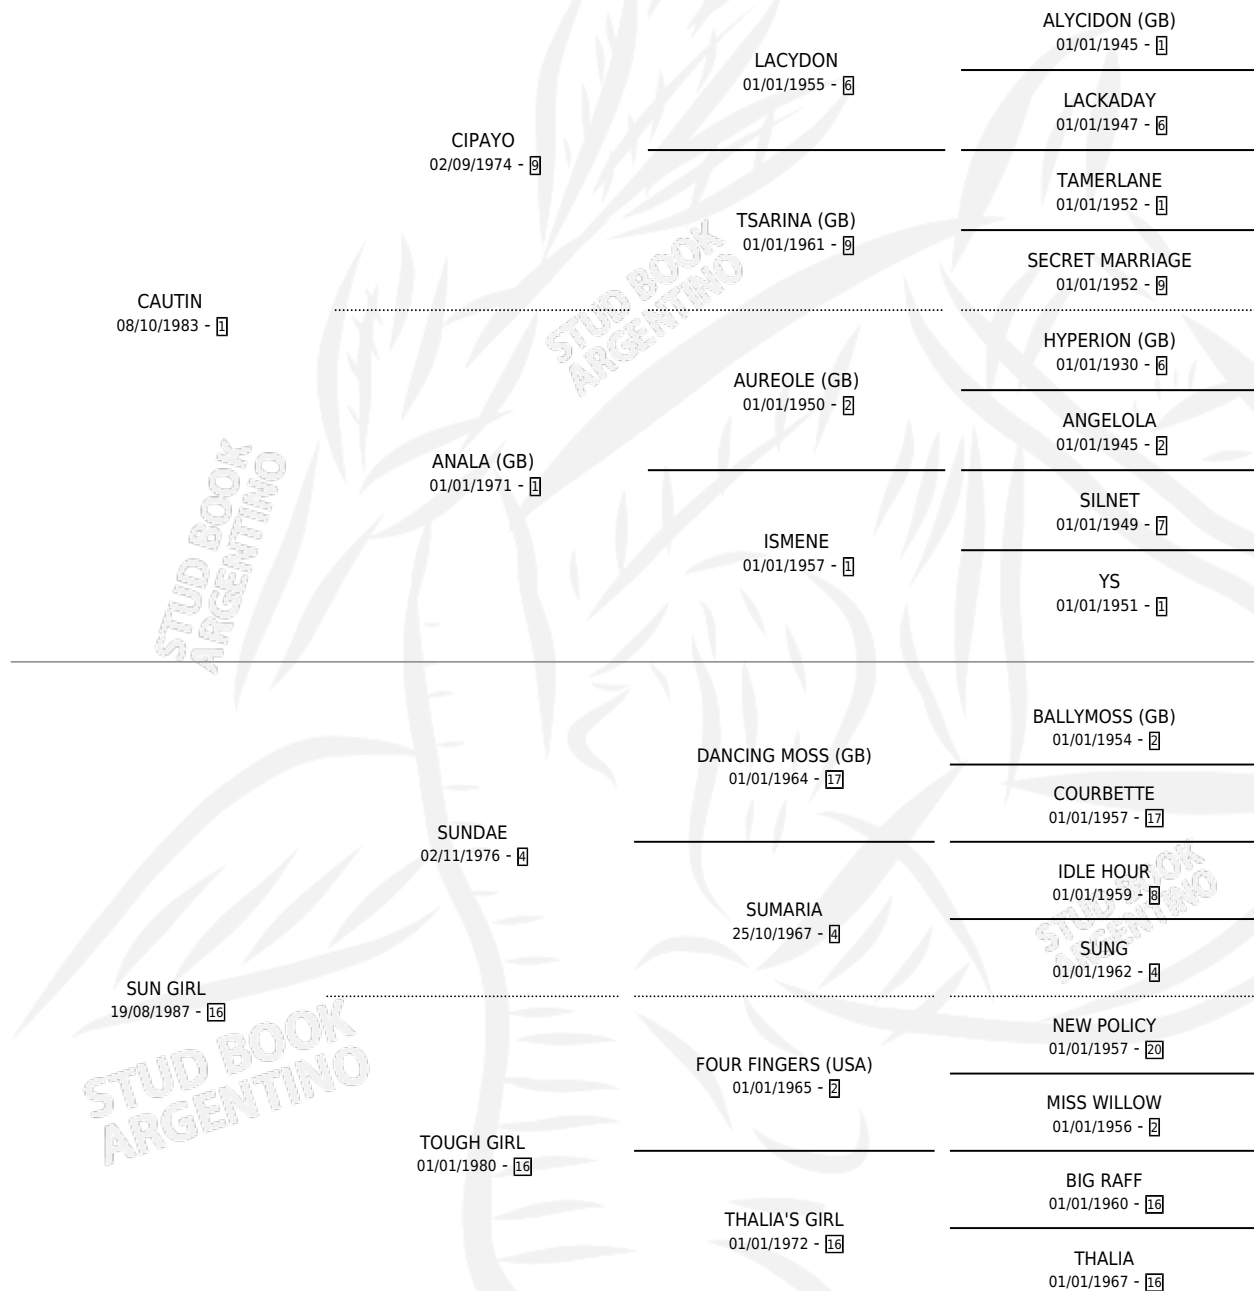 ALYCIDON (GB)
01/01/1945 - 1
LACYDON
01/01/1955 - 6
LACKADAY
01/01/1947 - 6
CIPAYO
02/09/1974 - 9
TAMERLANE
01/01/1952 - 1
TSARINA (GB)
01/01/1961 - 9
SECRET MARRIAGE
01/01/1952 - 9
CAUTIN
08/10/1983 - 1
HYPERION (GB)
01/01/1930 - 6
AUREOLE (GB)
01/01/1950 - 2
ANGELOLA
01/01/1945 - 2
ANALA (GB)
01/01/1971 - 1
SILNET
01/01/1949 - 7
ISMENE
01/01/1957 - 1
YS
01/01/1951 - 1
BALLYMOSS (GB)
01/01/1954 - 2
DANCING MOSS (GB)
01/01/1964 - 17
COURBETTE
01/01/1957 - 17
SUNDAE
02/11/1976 - 4
IDLE HOUR
01/01/1959 - 8
SUMARIA
25/10/1967 - 4
SUNG
01/01/1962 - 4
SUN GIRL
19/08/1987 - 16
NEW POLICY
01/01/1957 - 20
FOUR FINGERS (USA)
01/01/1965 - 2
MISS WILLOW
01/01/1956 - 2
TOUGH GIRL
01/01/1980 - 16
BIG RAFF
01/01/1960 - 16
THALIA'S GIRL
01/01/1972 - 16
THALIA
01/01/1967 - 16
STUD BOOK
ARGENTINO
STUD BOOK
ARGENTINO
STUD BOOK
ARGENTINO
STUD BOOK
ARGENTINO